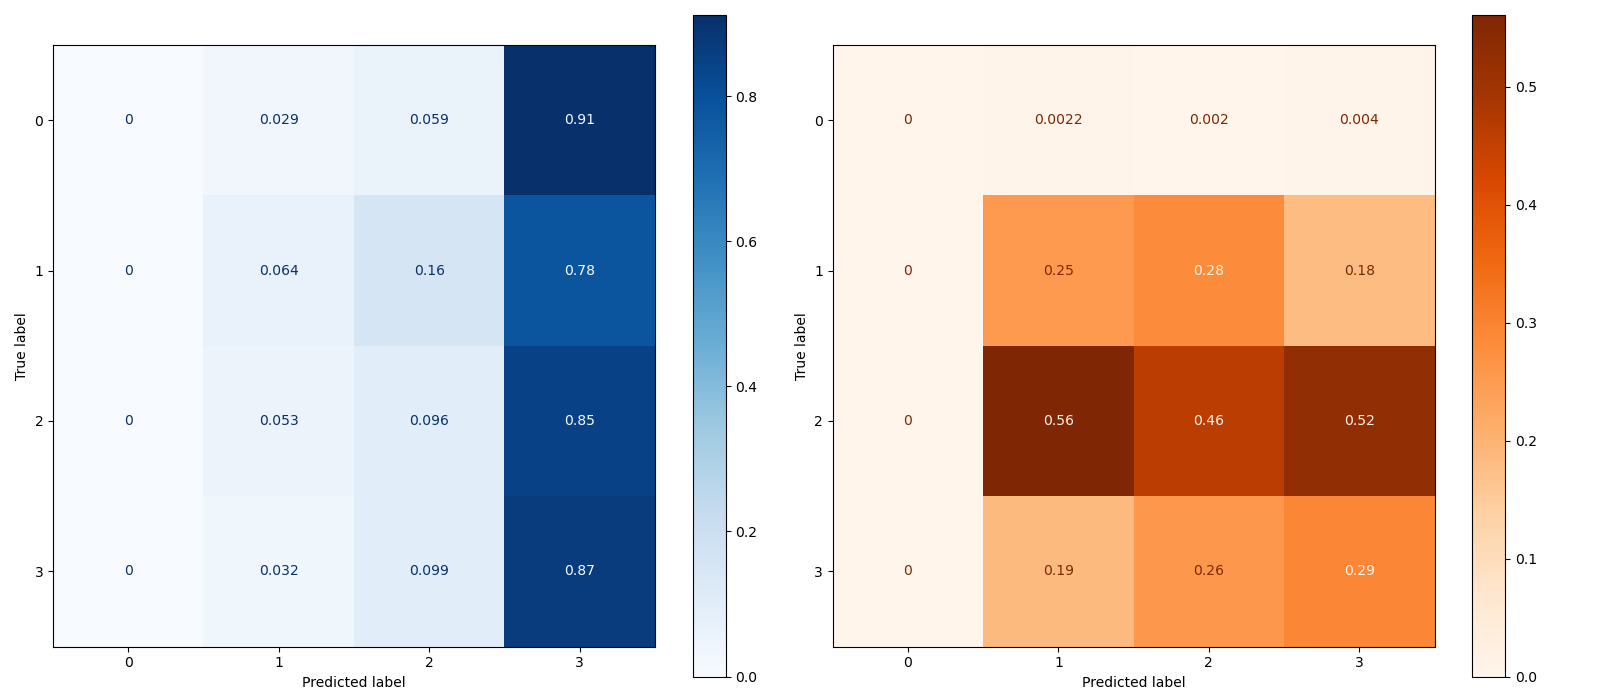 0 0 0.029 0.059 0.91
1 0 0.064 0.16 0.78
2 0 0.053 0.096 0.85
3 0 0.032 0.099 0.87
0 1 2 3
True label
Predicted label
0.8
0.6
0.4
0.2
0.0
0 0 0.0022 0.002 0.004
1 0 0.25 0.28 0.18
2 0 0.56 0.46 0.52
3 0 0.19 0.26 0.29
0 1 2 3
True label
Predicted label
0.5
0.4
0.3
0.2
0.1
0.0